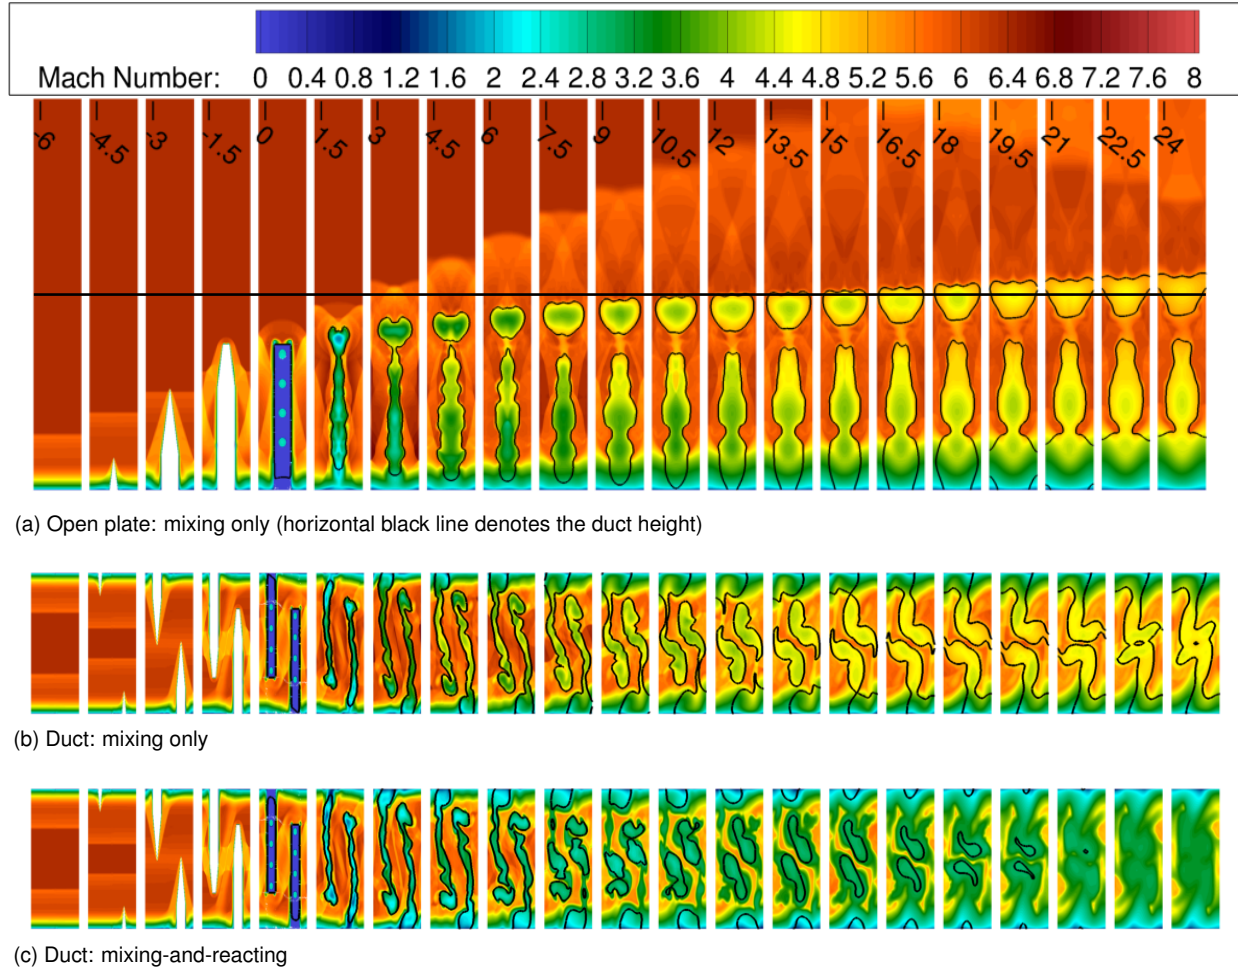 Mach Number: 0 0.4 0.8 1.2 1.6 2 2.4 2.8 3.2 3.6 4 4.4 4.8 5.2 5.6 6 6.4 6.8 7.2 7.6 8
-6 -4.5 -3 -1.5 0 1.5 3 4.5 6 7.5 9 10.5 12 13.5 15 16.5 18 19.5 21 22.5 24
(a) Open plate: mixing only (horizontal black line denotes the duct height)
(b) Duct: mixing only
(c) Duct: mixing-and-reacting